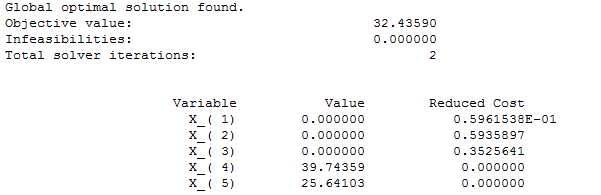 Global optimal solution found.
Objective value: 32.43590
Infeasibilities: 0.000000
Total solver iterations: 2
Variable Value Reduced Cost
X_( 1) 0.000000 0.5961538E-01
X_( 2) 0.000000 0.5935897
X_( 3) 0.000000 0.3525641
X_( 4) 39.74359 0.000000
X_( 5) 25.64103 0.000000